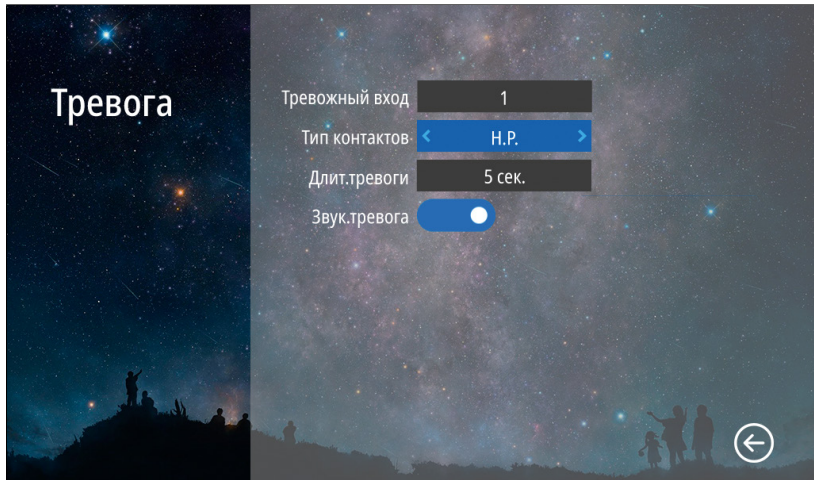 Тревога
Тревожный вход 1
Тип контактов Н.Р.
Длит.тревоги 5 сек.
Звук.тревога